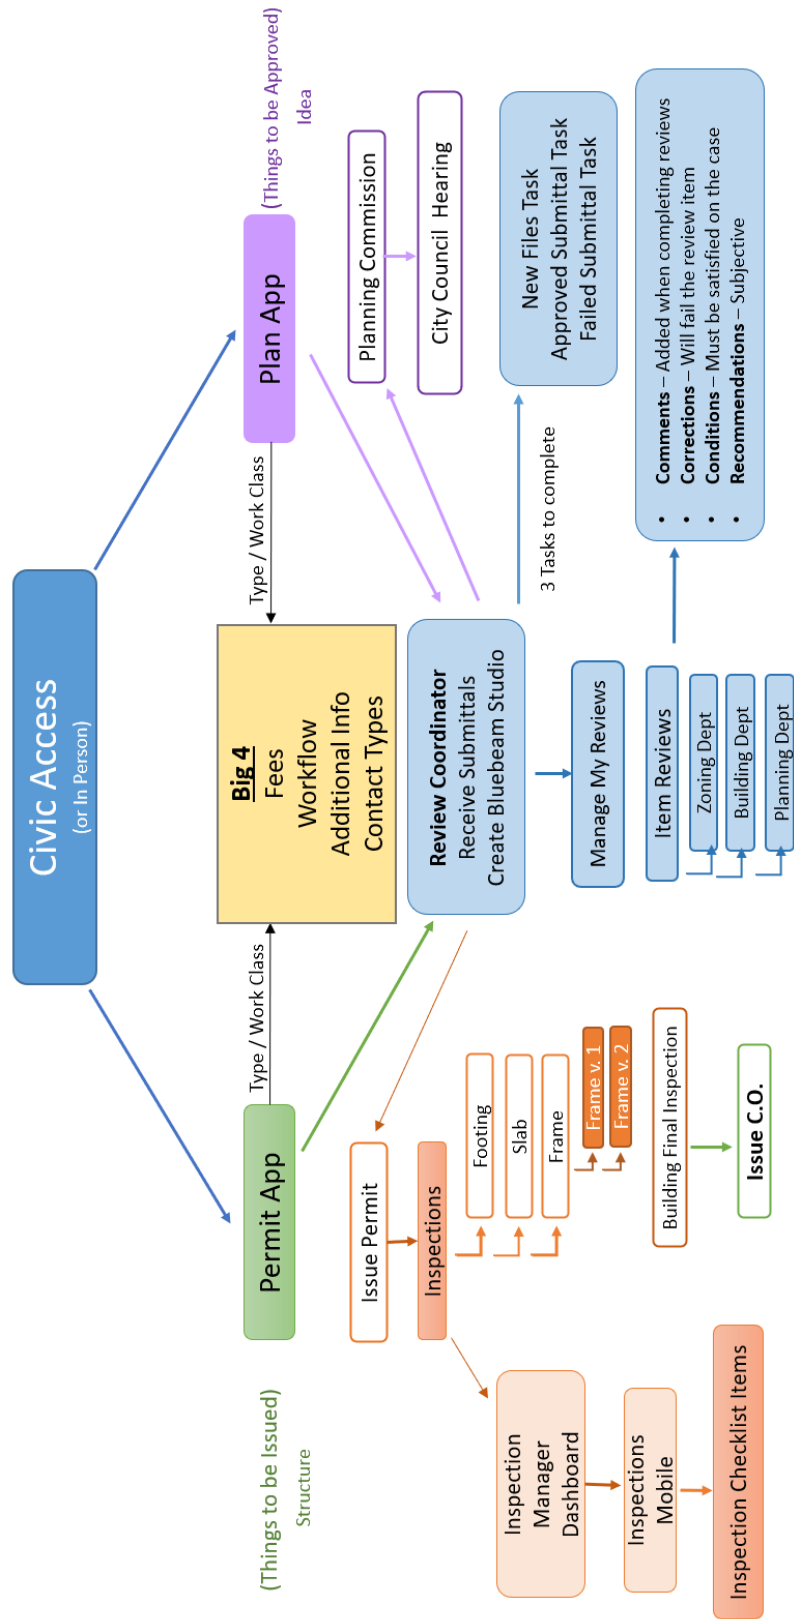 Civic Access
(or In Person)
(Things to be Issued)
Structure
Permit App
Type / Work Class
Big 4
Fees
Workflow
Additional Info
Contact Types
Type / Work Class
Plan App
(Things to be Approved)
Idea
Issue Permit
Inspections
Footing
Slab
Frame
Frame v. 1
Frame v. 2
Building Final Inspection
Issue C.O.
Inspection
Manager
Dashboard
Inspections
Mobile
Inspection Checklist Items
Review Coordinator
Receive Submittals
Create Bluebeam Studio
Manage My Reviews
Item Reviews
Zoning Dept
Building Dept
Planning Dept
Planning Commission
City Council Hearing
3 Tasks to complete
New Files Task
Approved Submittal Task
Failed Submittal Task
• Comments – Added when completing reviews
• Corrections – Will fail the review item
• Conditions – Must be satisfied on the case
• Recommendations – Subjective